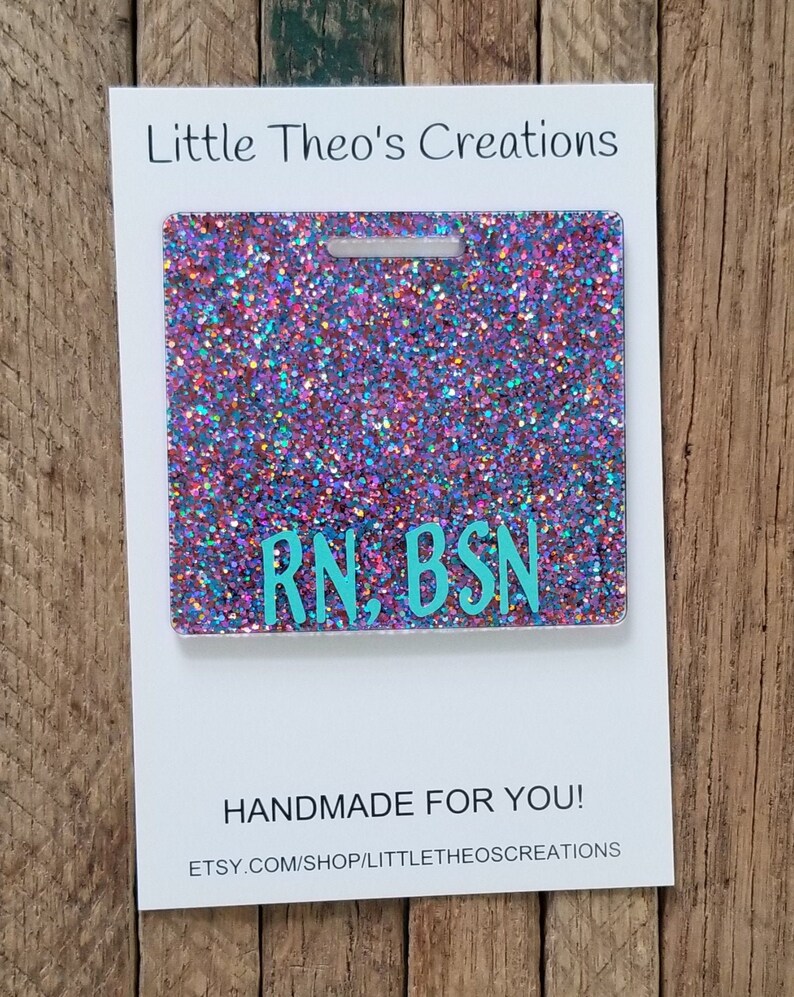 Little Theo's Creations
RN, BSN
HANDMADE FOR YOU!
ETSY.COM/SHOP/LITTLETHEOSCREATIONS